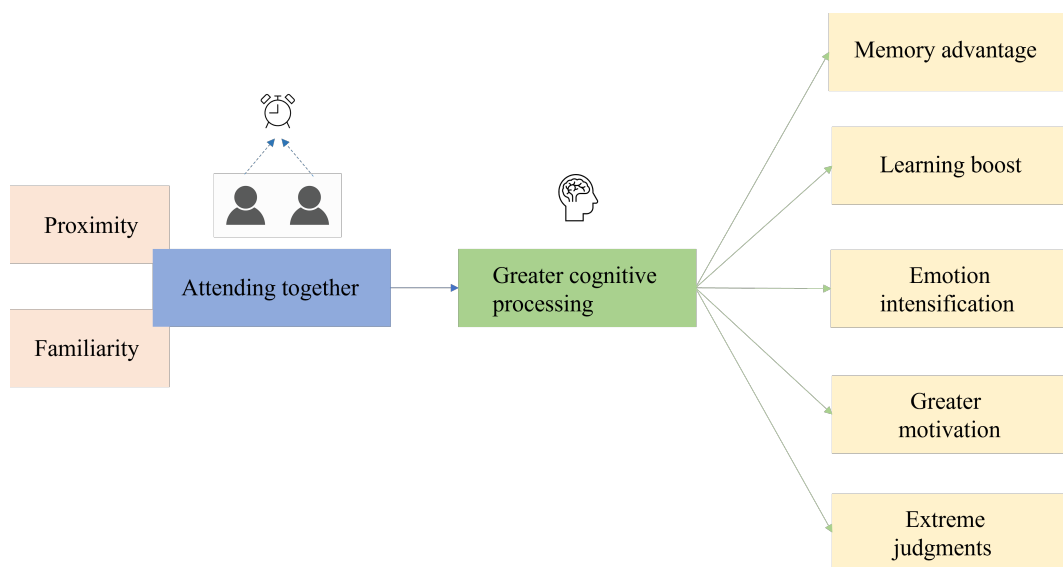 Proximity
Familiarity
Attending together
Greater cognitive
processing
Memory advantage
Learning boost
Emotion
intensification
Greater
motivation
Extreme
judgments